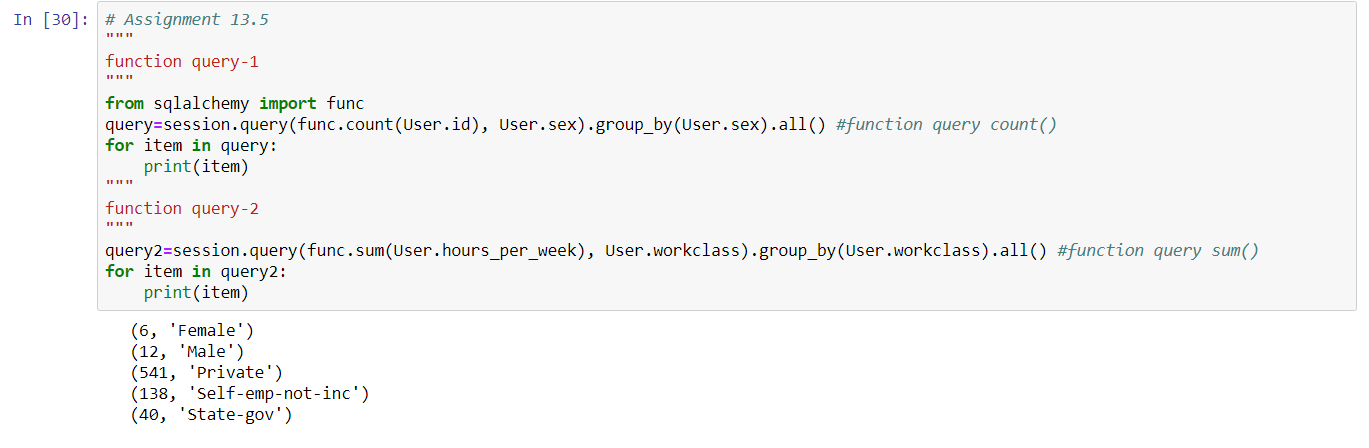 In [30]: # Assignment 13.5
"""
function query-1
"""
from sqlalchemy import func
query=session.query(func.count(User.id), User.sex).group_by(User.sex).all() #function query count()
for item in query:
    print(item)
"""
function query-2
"""
query2=session.query(func.sum(User.hours_per_week), User.workclass).group_by(User.workclass).all() #function query sum()
for item in query2:
    print(item)
(6, 'Female')
(12, 'Male')
(541, 'Private')
(138, 'Self-emp-not-inc')
(40, 'State-gov')